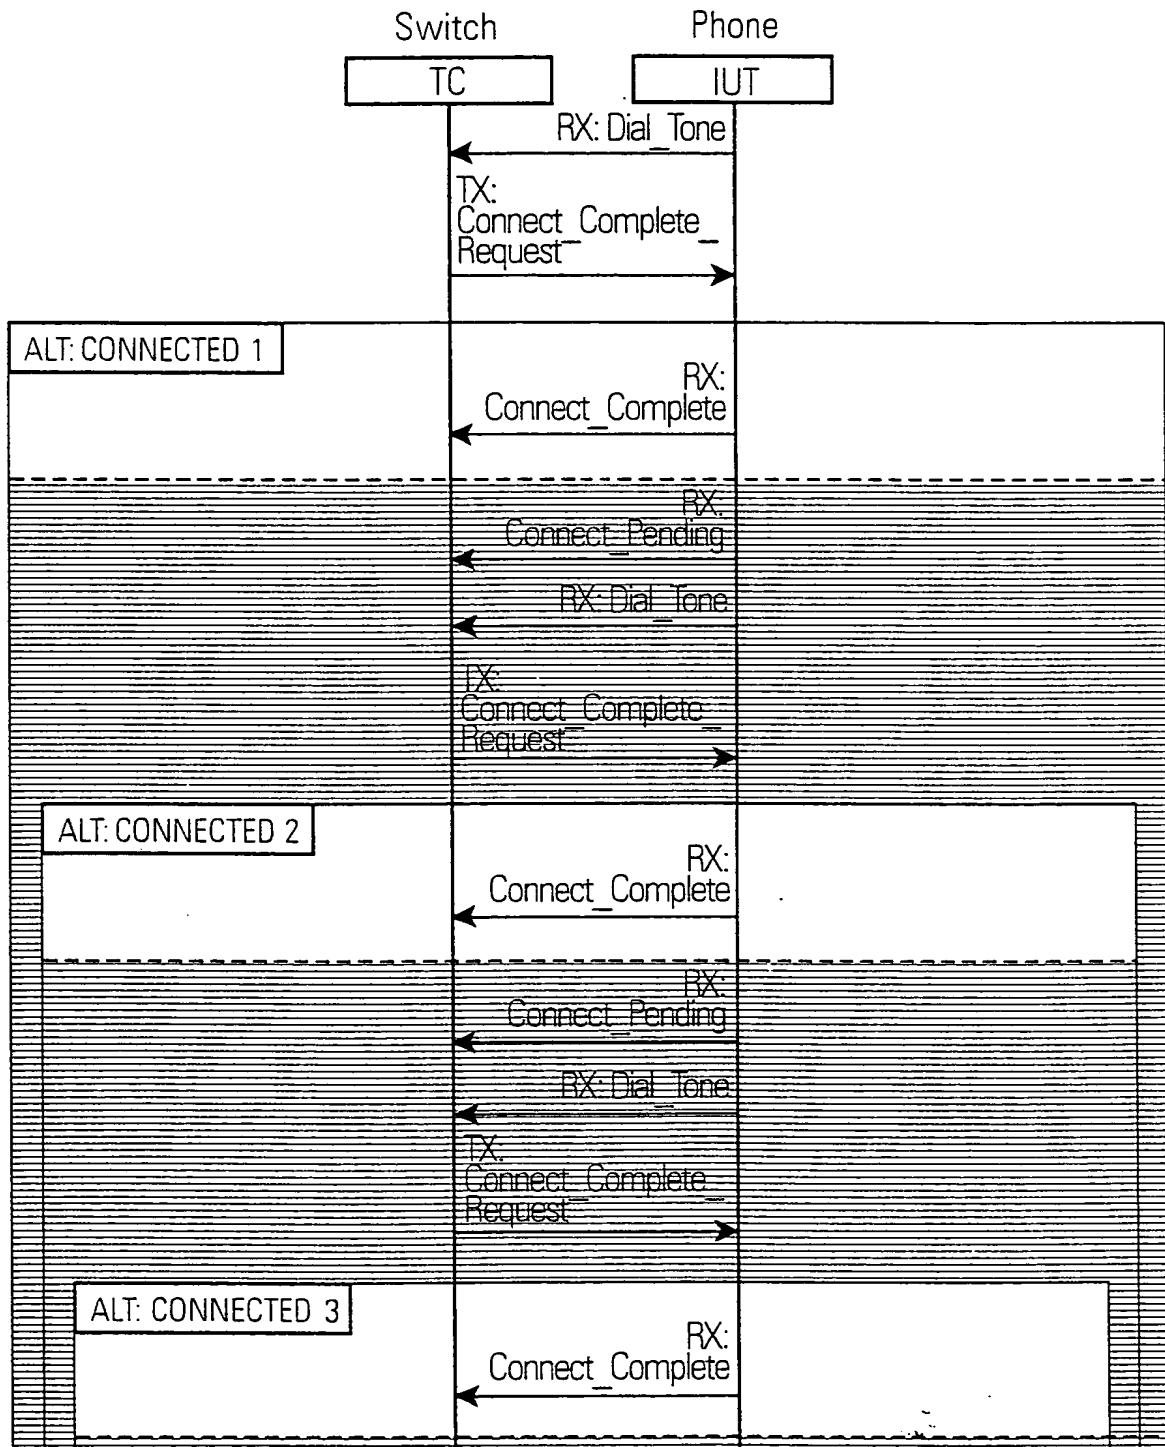 Switch
Phone
TC
IUT
RX: Dial_Tone
TX:
Connect_Complete_
Request
ALT: CONNECTED 1
RX:
Connect_Complete
RX:
Connect_Pending
RX: Dial_Tone
TX:
Connect_Complete_
Request
ALT: CONNECTED 2
RX:
Connect_Complete
RX:
Connect_Pending
RX: Dial_Tone
TX:
Connect_Complete_
Request
ALT: CONNECTED 3
RX:
Connect_Complete